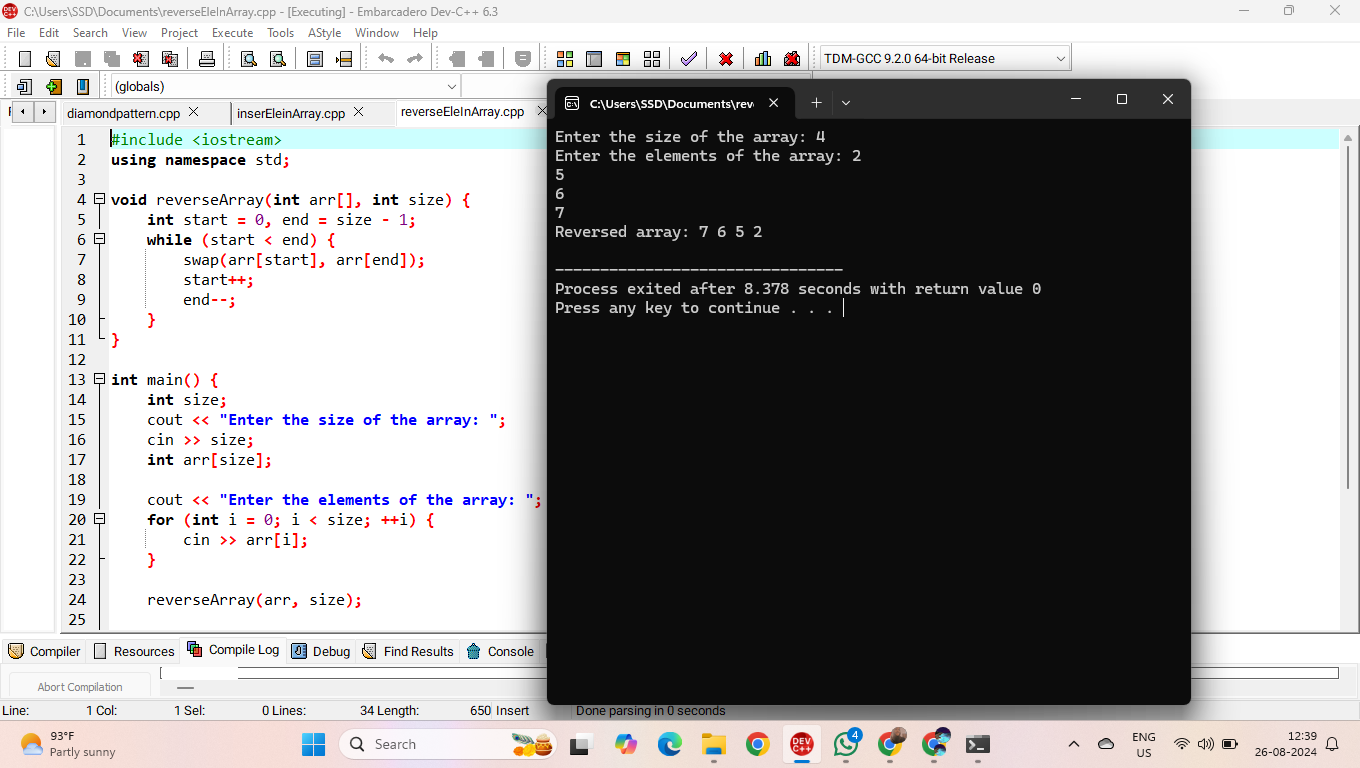 C:\Users\SSD\Documents\reverseEleInArray.cpp - [Executing] - Embarcadero Dev-C++ 6.3
File Edit Search View Project Execute Tools AStyle Window Help
TDM-GCC 9.2.0 64-bit Release
(globals)
diamondpattern.cpp inserEleinArray.cpp reverseEleInArray.cpp
1 #include <iostream>
2 using namespace std;
3
4 void reverseArray(int arr[], int size) {
5 int start = 0, end = size - 1;
6 while (start < end) {
7 swap(arr[start], arr[end]);
8 start++;
9 end--;
10 }
11 }
12
13 int main() {
14 int size;
15 cout << "Enter the size of the array: ";
16 cin >> size;
17 int arr[size];
18
19 cout << "Enter the elements of the array: ";
20 for (int i = 0; i < size; ++i) {
21 cin >> arr[i];
22 }
23
24 reverseArray(arr, size);
25
C:\Users\SSD\Documents\rev
Enter the size of the array: 4
Enter the elements of the array: 2
5
6
7
Reversed array: 7 6 5 2
--------------------------------
Process exited after 8.378 seconds with return value 0
Press any key to continue . . .
Compiler Resources Compile Log Debug Find Results Console
Abort Compilation
Line: 1 Col: 1 Sel: 0 Lines: 34 Length: 650 Insert Done parsing in 0 seconds
93°F
Partly sunny
Search
DEV C++
4
ENG
US
12:39
26-08-2024